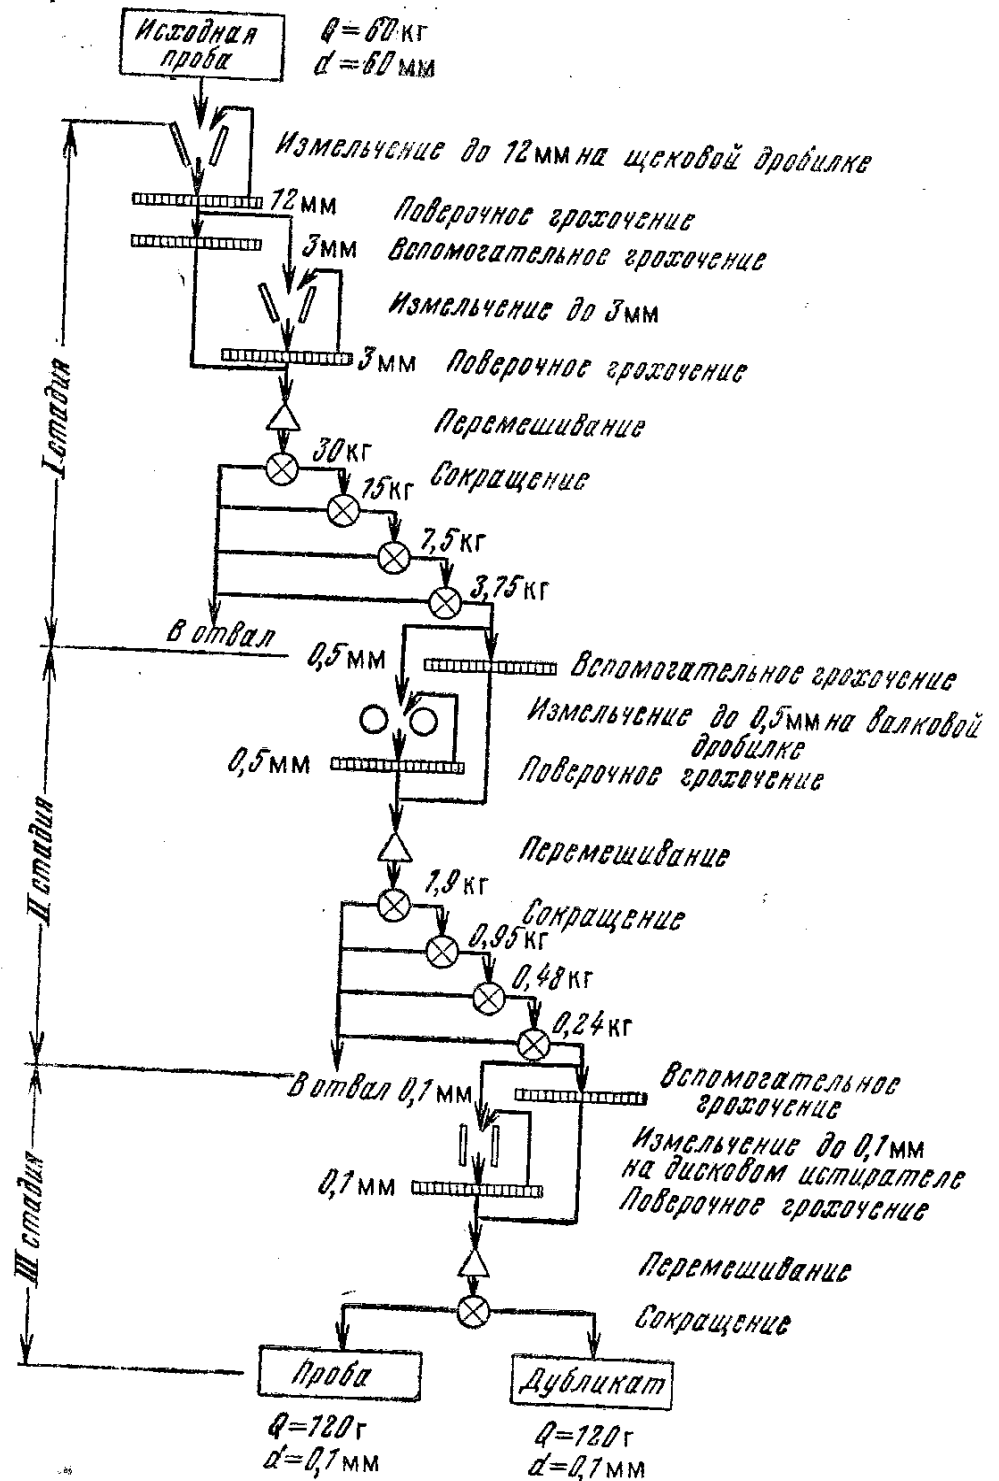 Исходная
проба
Q=60 кг
d=60 мм
Измельчение до 12 мм на щековой дробилке
12 мм
Поверочное грохочение
3 мм
Вспомогательное грохочение
Измельчение до 3 мм
3 мм
Поверочное грохочение
I стадия
Перемешивание
30 кг
Сокращение
15 кг
7,5 кг
3,75 кг
В отвал
0,5 мм
Вспомогательное грохочение
Измельчение до 0,5 мм на валковой
дробилке
0,5 мм
Поверочное грохочение
II стадия
Перемешивание
1,9 кг
Сокращение
0,95 кг
0,48 кг
0,24 кг
В отвал
0,1 мм
Вспомогательное
грохочение
Измельчение до 0,1 мм
на дисковом истирателе
0,1 мм
Поверочное грохочение
III стадия
Перемешивание
Сокращение
Проба
Дубликат
Q=120 г
d=0,1 мм
Q=120 г
d=0,1 мм